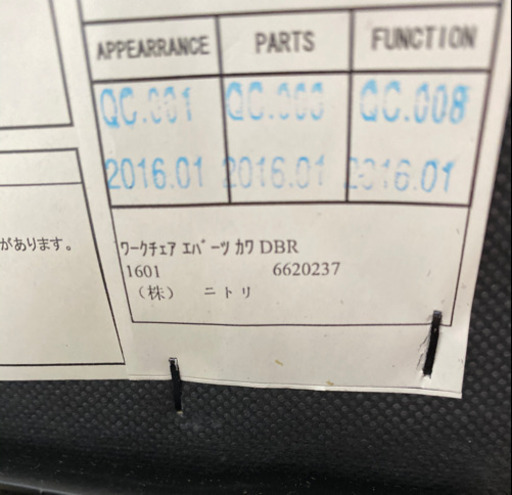 APPEARRANCE PARTS FUNCTION
QC.001 QC.008
2016.01 2016.01 2016.01
があります。
ﾜｰｸﾁｪｱ ｴﾊﾞｰﾂ ｶﾜ DBR
1601 6620237
（株） ニトリ